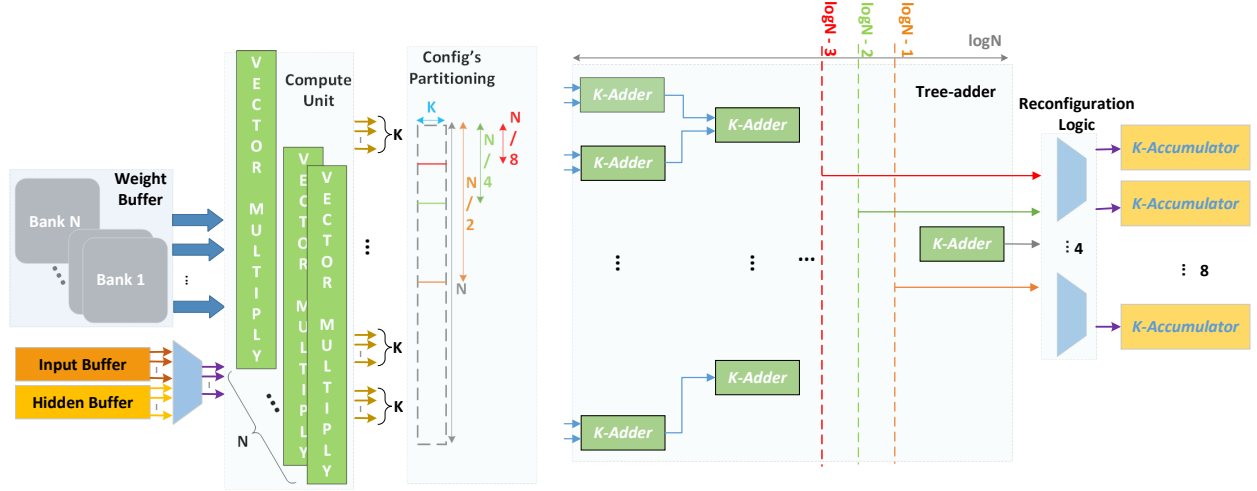 Weight
Buffer
Bank N
Bank 1
Input Buffer
Hidden Buffer
VECTOR MULTIPLY
VECTOR MULTIPLY
VECTOR MULTIPLY
Compute
Unit
N
K
K
K
Config's
Partitioning
K
N/8
N/4
N/2
N
logN - 3
logN - 2
logN - 1
logN
Tree-adder
K-Adder
K-Adder
K-Adder
K-Adder
K-Adder
K-Adder
Reconfiguration
Logic
4
K-Accumulator
K-Accumulator
8
K-Accumulator